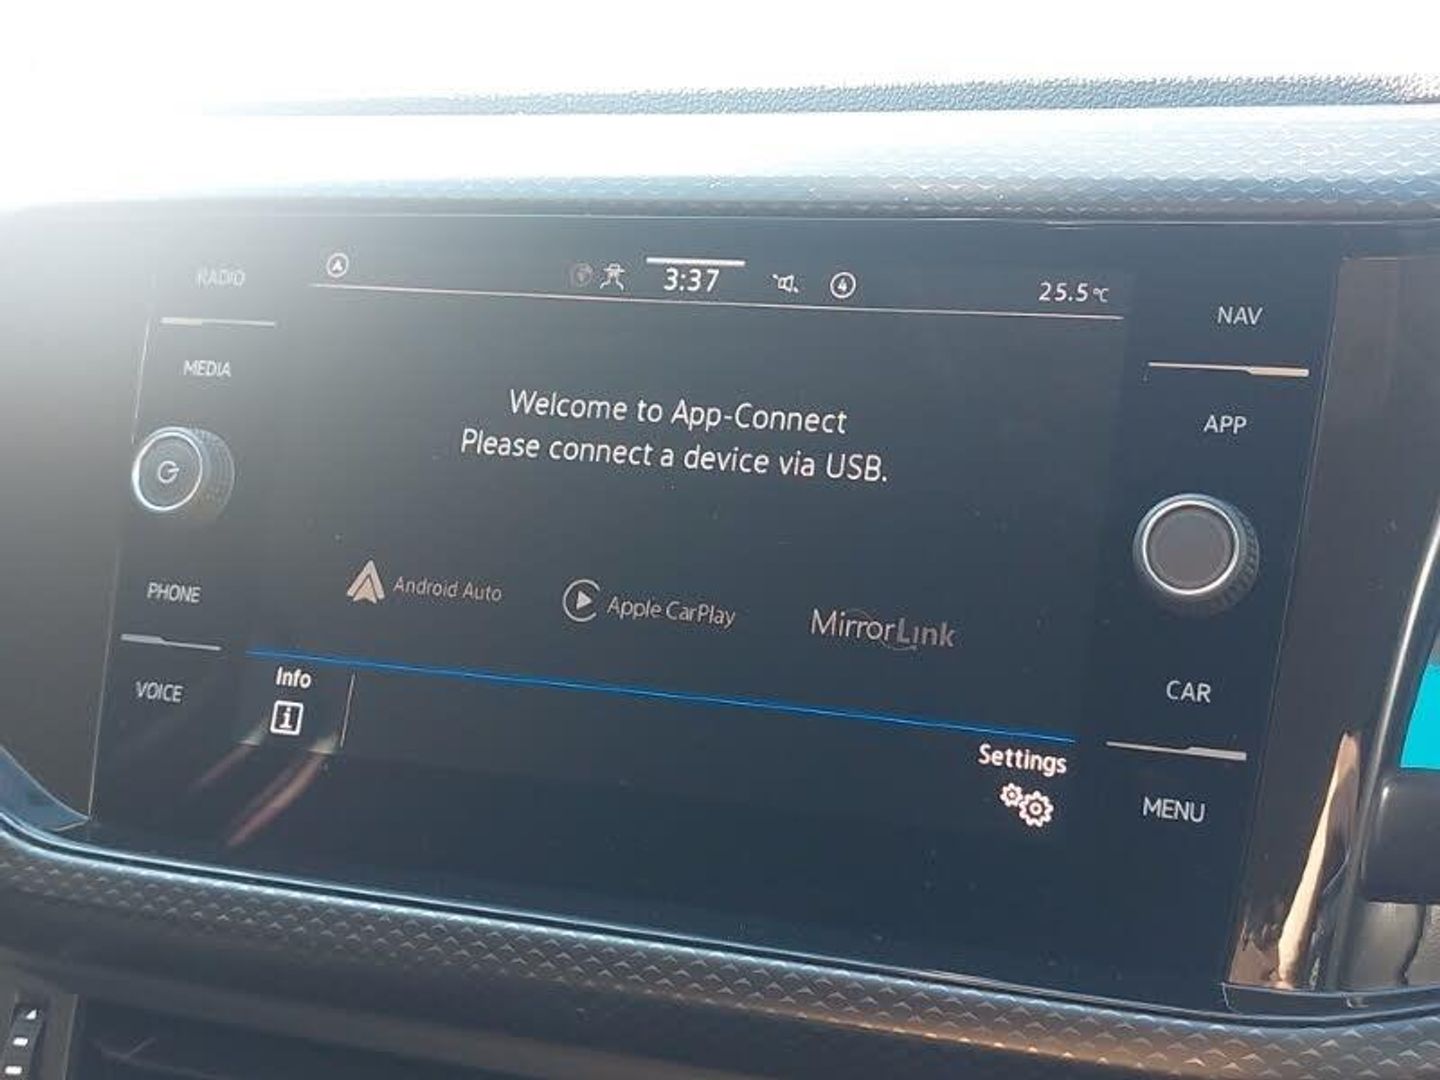 RADIO
MEDIA
PHONE
VOICE
3:37
4
25.5°C
Welcome to App-Connect
Please connect a device via USB.
Android Auto
Apple CarPlay
MirrorLink
Info
i
Settings
NAV
APP
CAR
MENU